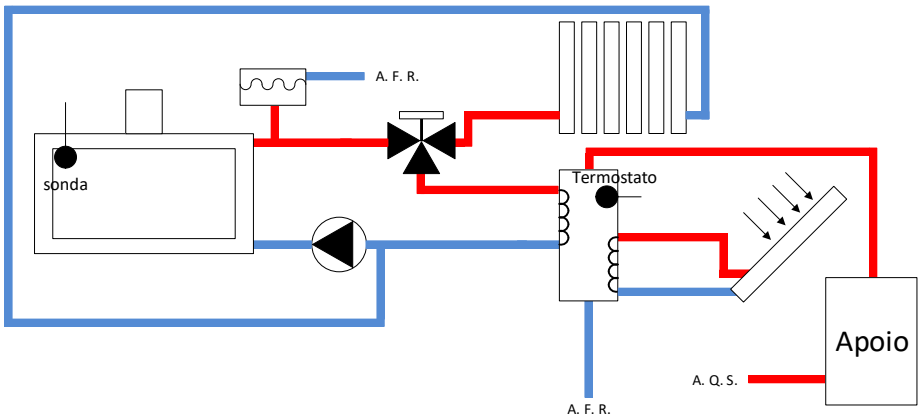 A. F. R.
sonda
Termostato
Apoio
A. Q. S.
A. F. R.